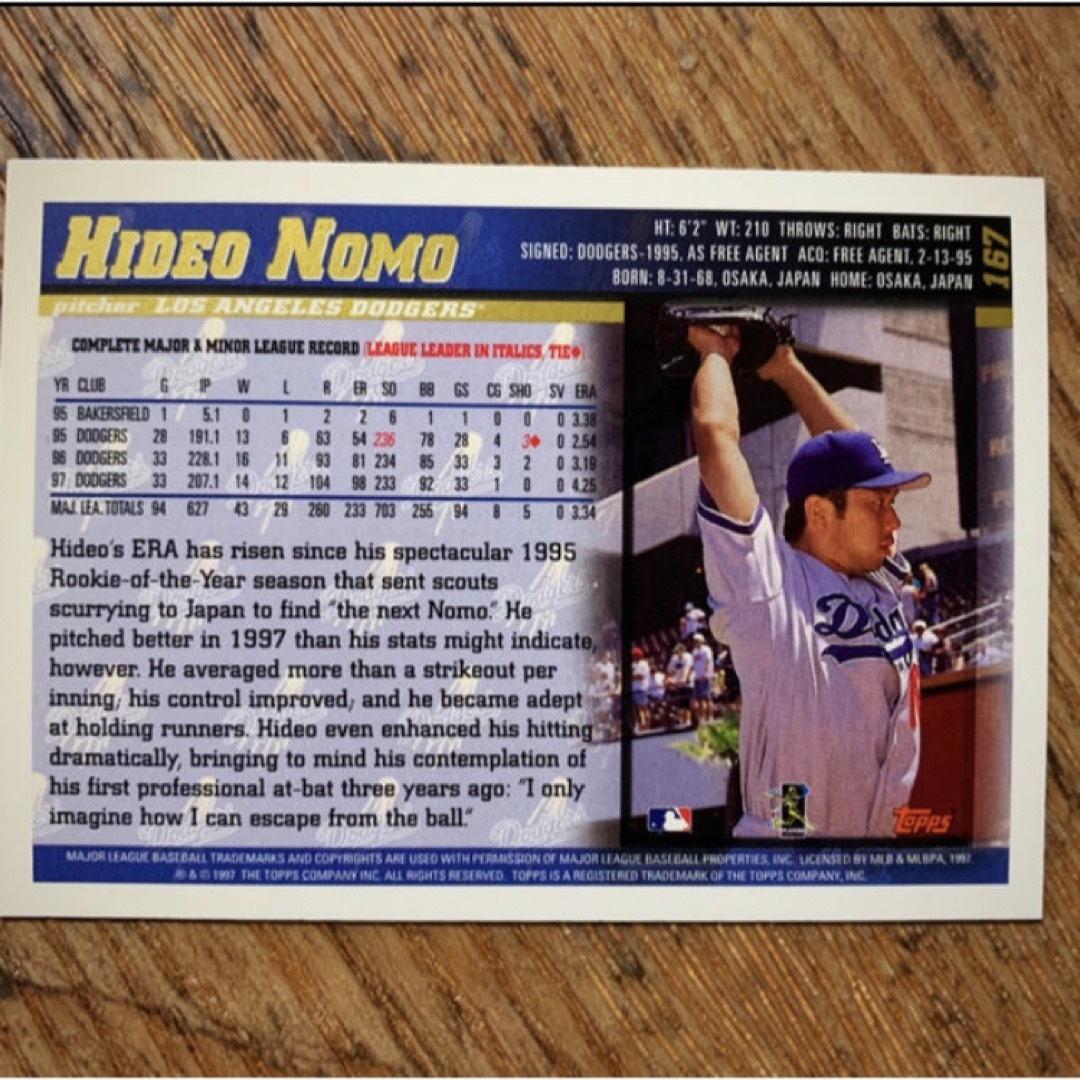 HIDEO NOMO
HT: 6'2" WT: 210 THROWS: RIGHT BATS: RIGHT
SIGNED: DODGERS-1995, AS FREE AGENT ACQ: FREE AGENT, 2-13-95
BORN: 8-31-68, OSAKA, JAPAN HOME: OSAKA, JAPAN
167
pitcher LOS ANGELES DODGERS
COMPLETE MAJOR & MINOR LEAGUE RECORD (LEAGUE LEADER IN ITALICS, TIE♦)
YR CLUB G IP W L R ER SO BB GS CG SHO SV ERA
95 BAKERSFIELD 1 5.1 0 1 2 2 6 1 1 0 0 0 3.38
95 DODGERS 28 191.1 13 6 63 54 236 78 28 4 3♦ 0 2.54
96 DODGERS 33 228.1 16 11 93 81 234 85 33 3 2 0 3.19
97 DODGERS 33 207.1 14 12 104 98 233 92 33 1 0 0 4.25
MAJ. LEA. TOTALS 94 627 43 29 260 233 703 255 94 8 5 0 3.34
Hideo's ERA has risen since his spectacular 1995
Rookie-of-the-Year season that sent scouts
scurrying to Japan to find "the next Nomo." He
pitched better in 1997 than his stats might indicate,
however. He averaged more than a strikeout per
inning, his control improved, and he became adept
at holding runners. Hideo even enhanced his hitting
dramatically, bringing to mind his contemplation of
his first professional at-bat three years ago: "I only
imagine how I can escape from the ball."
Dod
TOPPS
MAJOR LEAGUE BASEBALL TRADEMARKS AND COPYRIGHTS ARE USED WITH PERMISSION OF MAJOR LEAGUE BASEBALL PROPERTIES, INC. LICENSED BY MLB & MLBPA, 1997.
® & © 1997 THE TOPPS COMPANY INC. ALL RIGHTS RESERVED. TOPPS IS A REGISTERED TRADEMARK OF THE TOPPS COMPANY, INC.